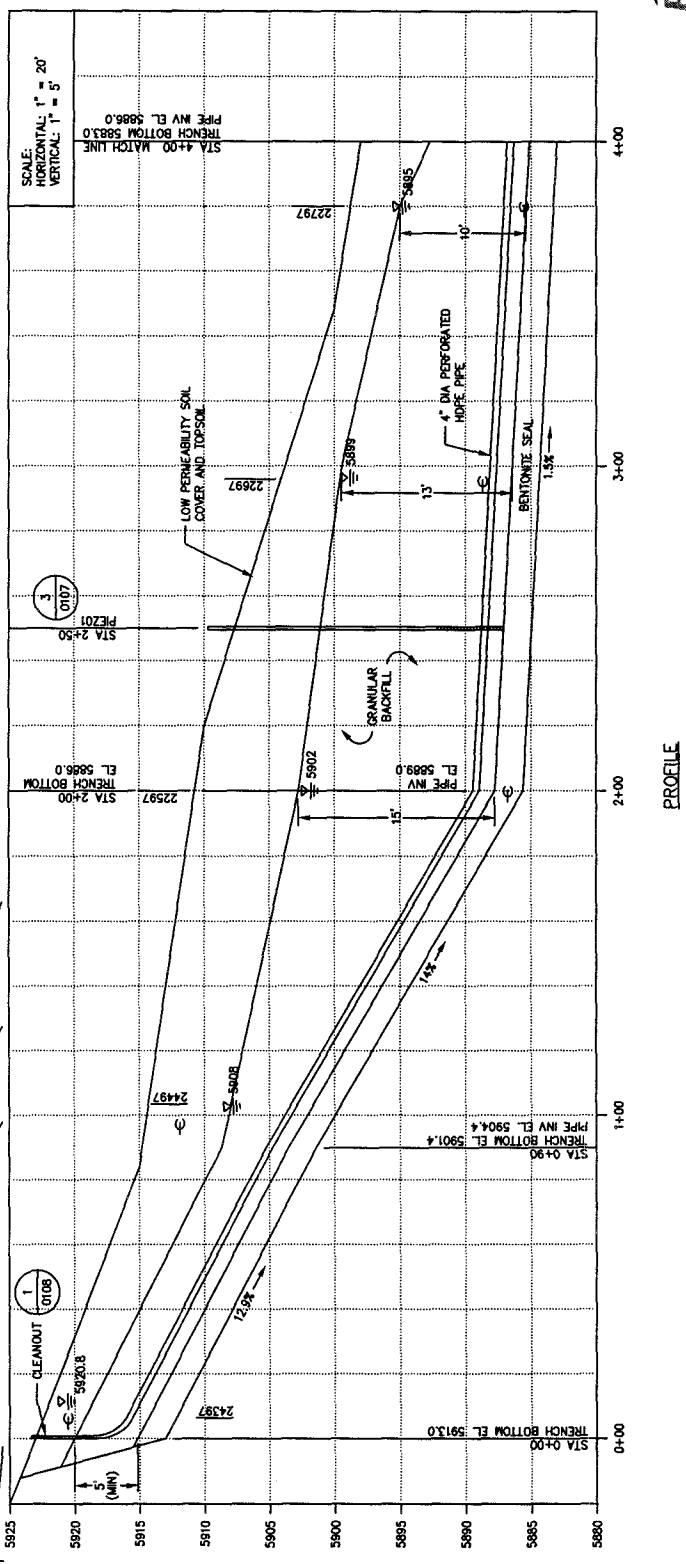 SCALE:
HORIZONTAL: 1" = 20'
VERTICAL: 1" = 5'
1
0108
CLEANOUT
5920.8
5'
(MIN)
24397
STA 0+00
TRENCH BOTTOM EL. 5913.0
12.9%
STA 0+90
TRENCH BOTTOM EL. 5901.4
PIPE INV EL. 5904.4
24497
5908
14%
STA 2+00
TRENCH BOTTOM
EL. 5886.0
22597
5902
15'
PIPE INV
EL. 5889.0
GRANULAR
BACKFILL
3
0107
STA 2+50
PIEZO1
LOW PERMEABILITY SOIL
COVER AND TOPSOIL
22697
5899
13'
4" DIA PERFORATED
HDPE PIPE
BENTONITE SEAL
1.5%
22797
5895
10'
STA 4+00 MATCH LINE
TRENCH BOTTOM 5883.0
PIPE INV EL. 5886.0
5925
5920
5915
5910
5905
5900
5895
5890
5885
5880
0+00
1+00
2+00
3+00
4+00
PROFILE